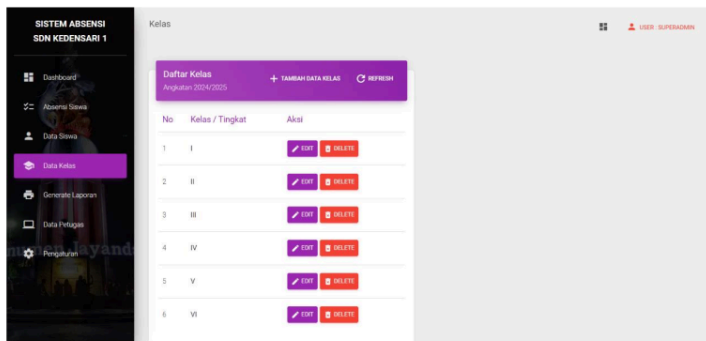 SISTEM ABSENSI
SDN KEDENSARI 1
Dashboard
Absensi Siswa
Data Siswa
Data Kelas
Generate Laporan
Data Petugas
Pengaturan
Kelas
USER : SUPERADMIN
Daftar Kelas
Angkatan 2024/2025
TAMBAH DATA KELAS
REFRESH
No Kelas / Tingkat Aksi
1 I EDIT DELETE
2 II EDIT DELETE
3 III EDIT DELETE
4 IV EDIT DELETE
5 V EDIT DELETE
6 VI EDIT DELETE